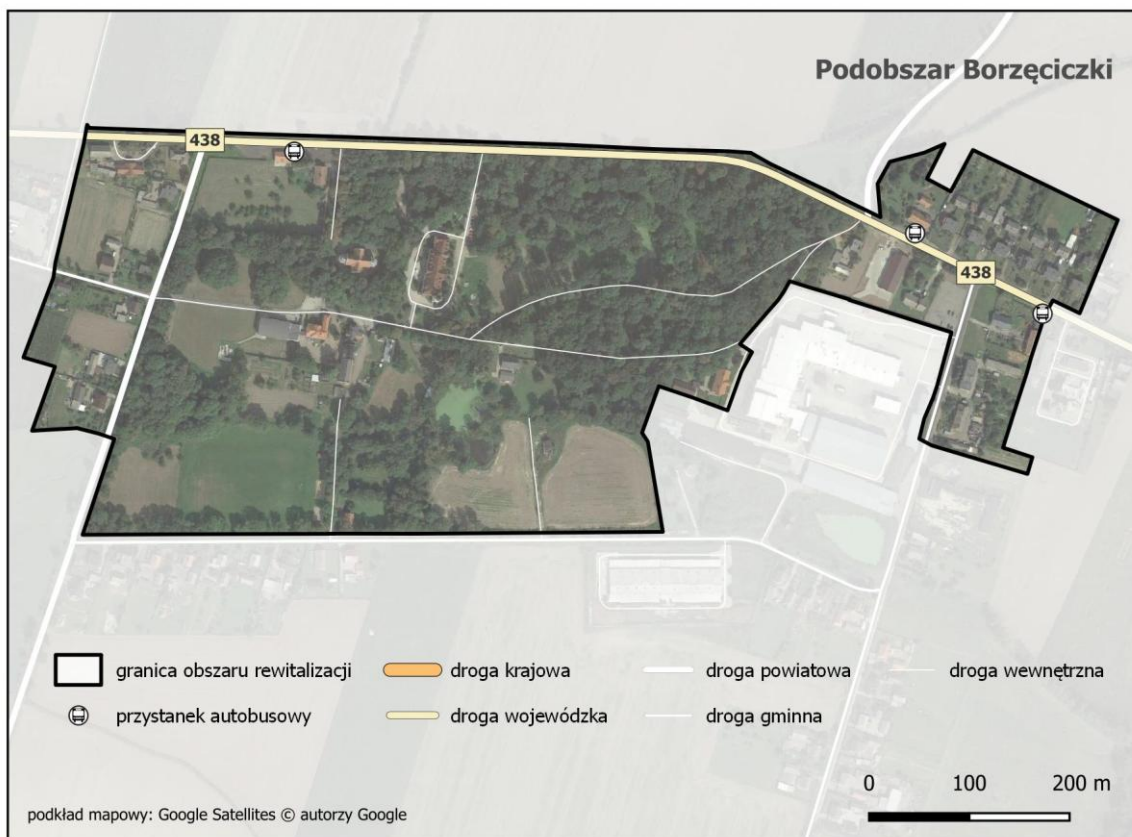 Podobszar Borzęciczki
438
438
granica obszaru rewitalizacji
droga krajowa
droga powiatowa
droga wewnętrzna
przystanek autobusowy
droga wojewódzka
droga gminna
0 100 200 m
podkład mapowy: Google Satellites © autorzy Google